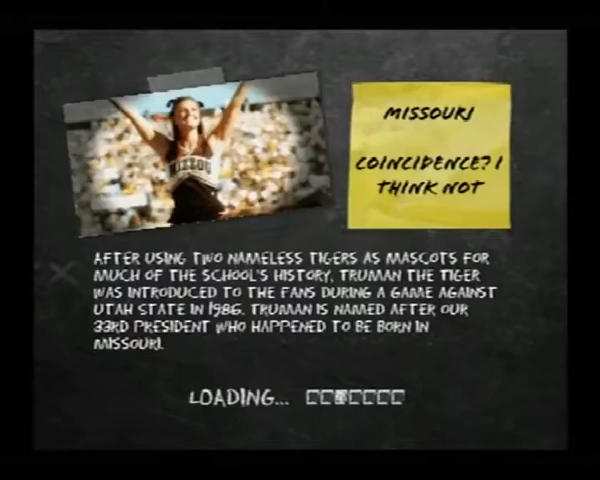 MIZZOU
MISSOURI
COINCIDENCE? I
THINK NOT
AFTER USING TWO NAMELESS TIGERS AS MASCOTS FOR
MUCH OF THE SCHOOL'S HISTORY, TRUMAN THE TIGER
WAS INTRODUCED TO THE FANS DURING A GAME AGAINST
UTAH STATE IN 1986. TRUMAN IS NAMED AFTER OUR
33RD PRESIDENT WHO HAPPENED TO BE BORN IN
MISSOURI.
LOADING...